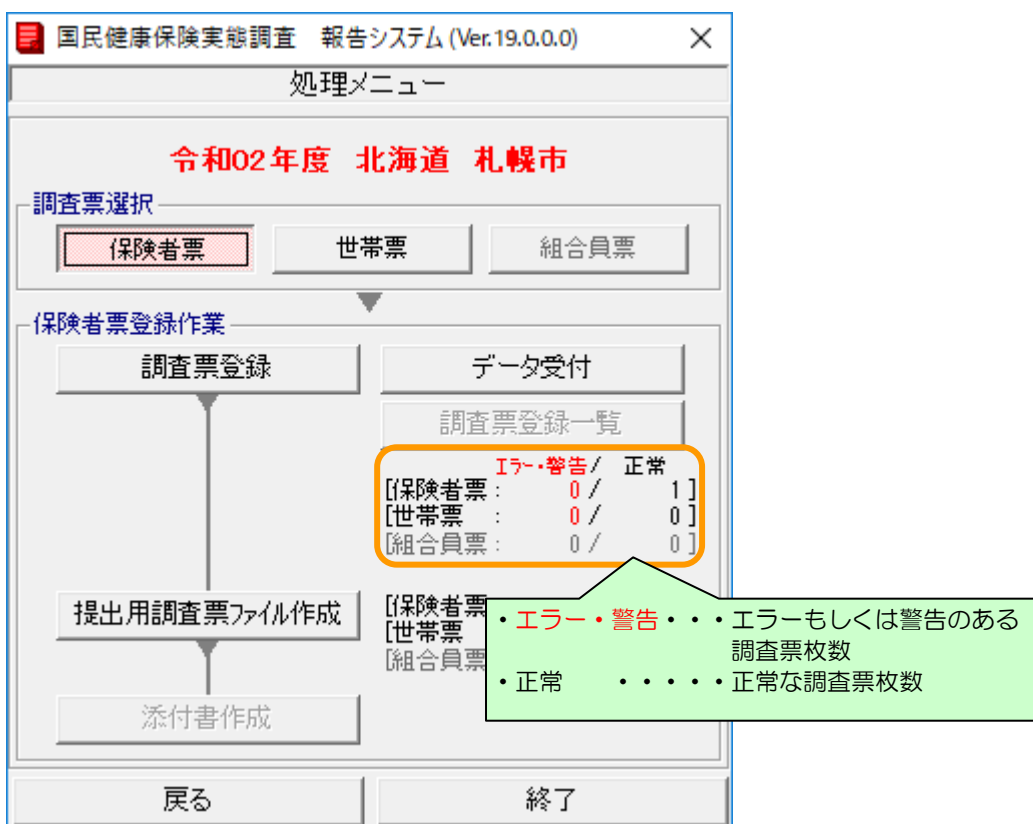 国民健康保険実態調査　報告システム (Ver.19.0.0.0)
処理メニュー
令和02年度 北海道 札幌市
調査票選択
保険者票 世帯票 組合員票
保険者票登録作業
調査票登録 データ受付
調査票登録一覧
エラー・警告/ 正常
[保険者票： 0 / 1 ]
[世帯票 ： 0 / 0 ]
[組合員票： 0 / 0 ]
提出用調査票ファイル作成
[保険者票
[世帯票
[組合員票
・エラー・警告・・・エラーもしくは警告のある
調査票枚数
・正常　　・・・・・正常な調査票枚数
添付書作成
戻る 終了